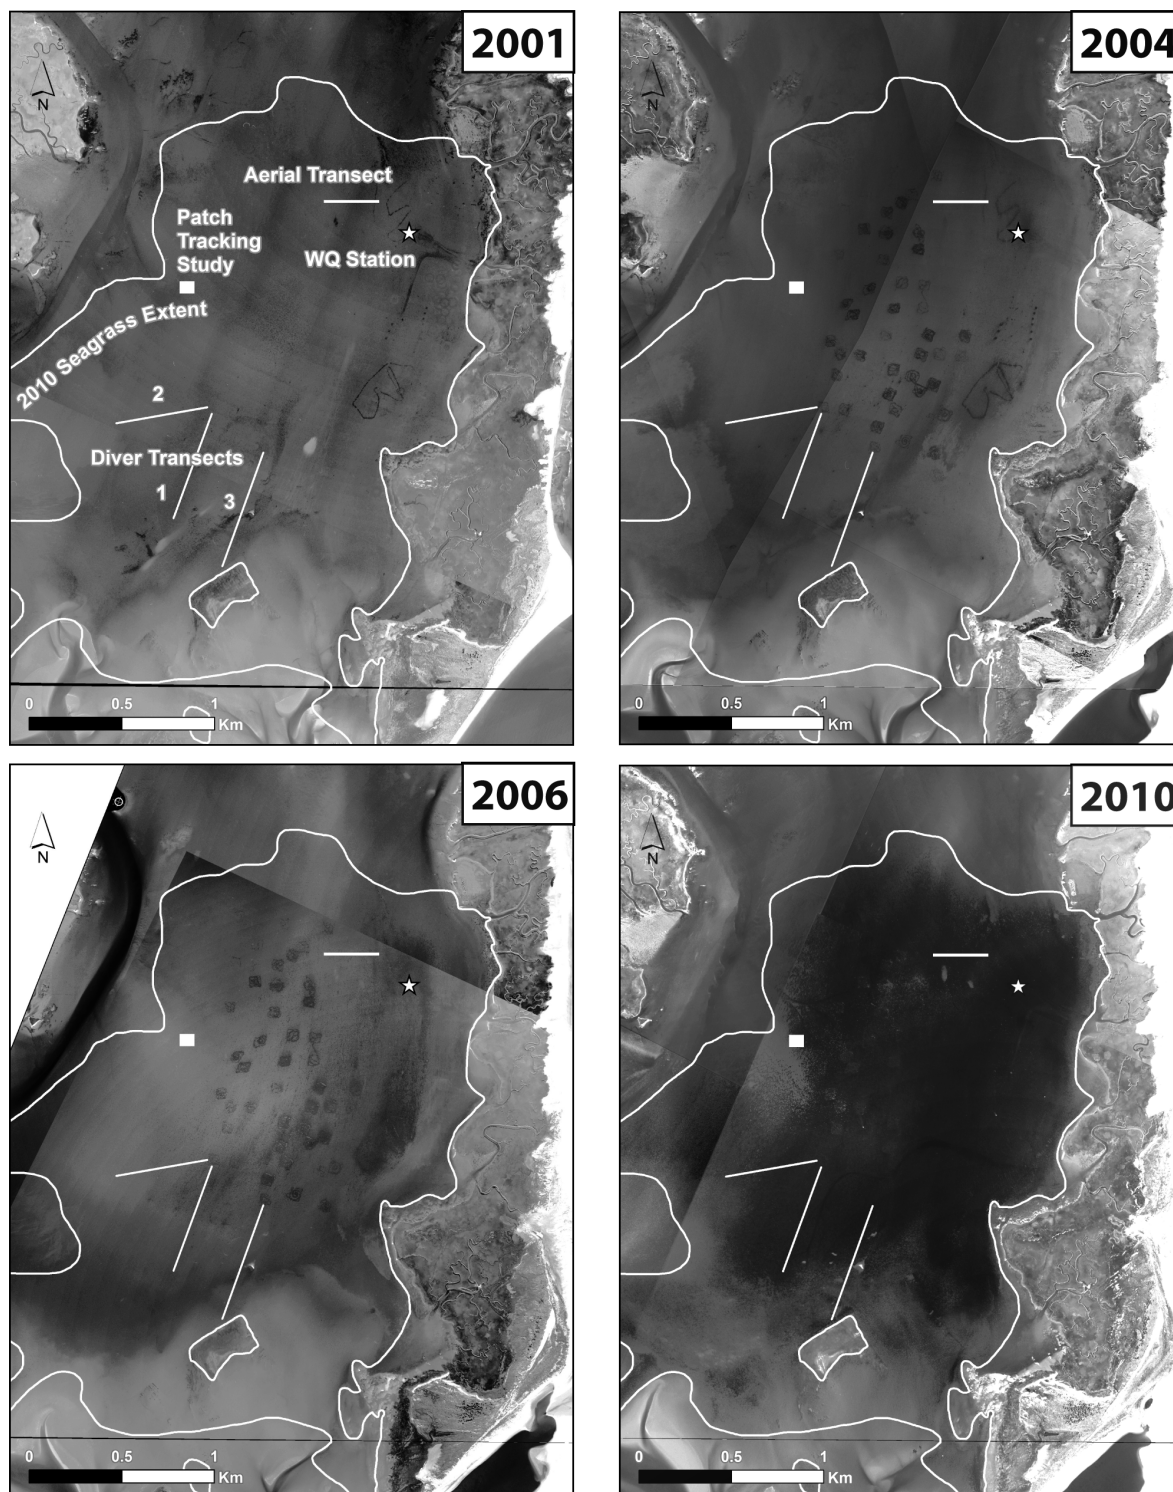 2001
N
Aerial Transect
Patch
Tracking
Study
WQ Station
2010 Seagrass Extent
2
Diver Transects
1
3
0 0.5 1
Km
2004
N
0 0.5 1
Km
2006
N
0 0.5 1
Km
2010
N
0 0.5 1
Km